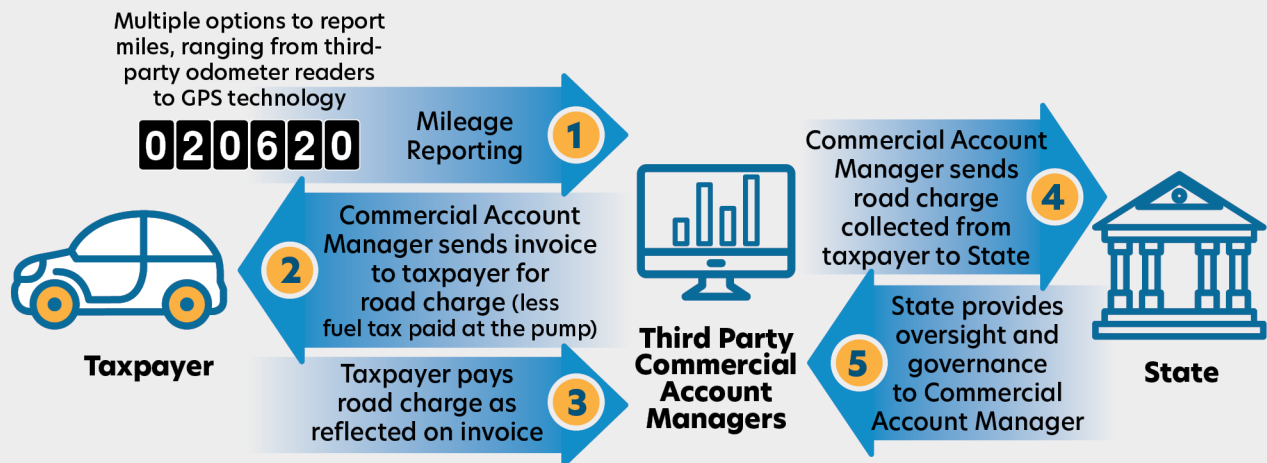 Multiple options to report
miles, ranging from third-
party odometer readers
to GPS technology
020620
Mileage
Reporting
1
Commercial Account
Manager sends invoice
to taxpayer for
road charge (less
fuel tax paid at the pump)
2
Taxpayer
Taxpayer pays
road charge as
reflected on invoice
3
Third Party
Commercial
Account
Managers
Commercial Account
Manager sends
road charge
collected from
taxpayer to State
4
State provides
oversight and
governance
to Commercial
Account Manager
5
State